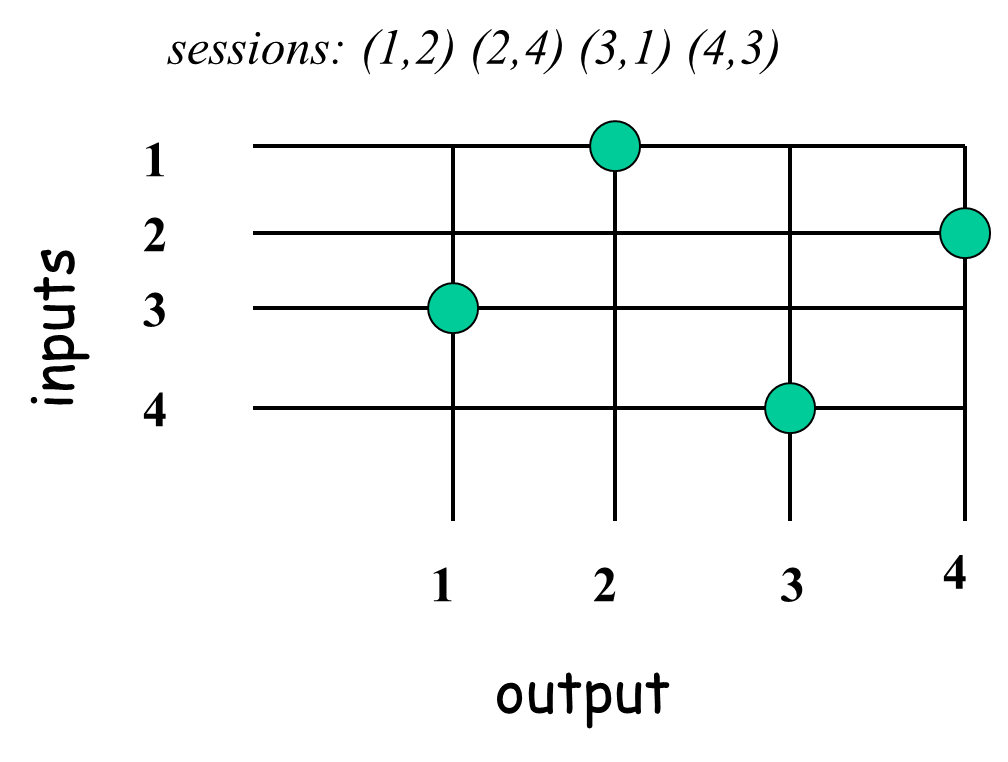 sessions: (1,2) (2,4) (3,1) (4,3)
1
2
3
4
inputs
1
2
3
4
output